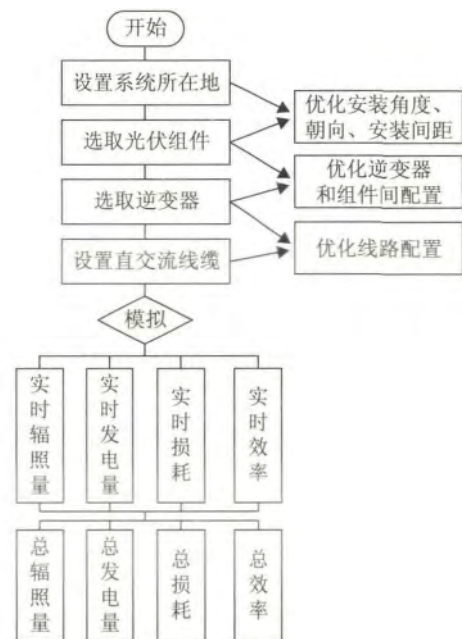 开始
设置系统所在地
选取光伏组件
选取逆变器
设置直交流线缆
优化安装角度、
朝向、安装间距
优化逆变器
和组件间配置
优化线路配置
模拟
实时辐照量
实时发电量
实时损耗
实时效率
总辐照量
总发电量
总损耗
总效率